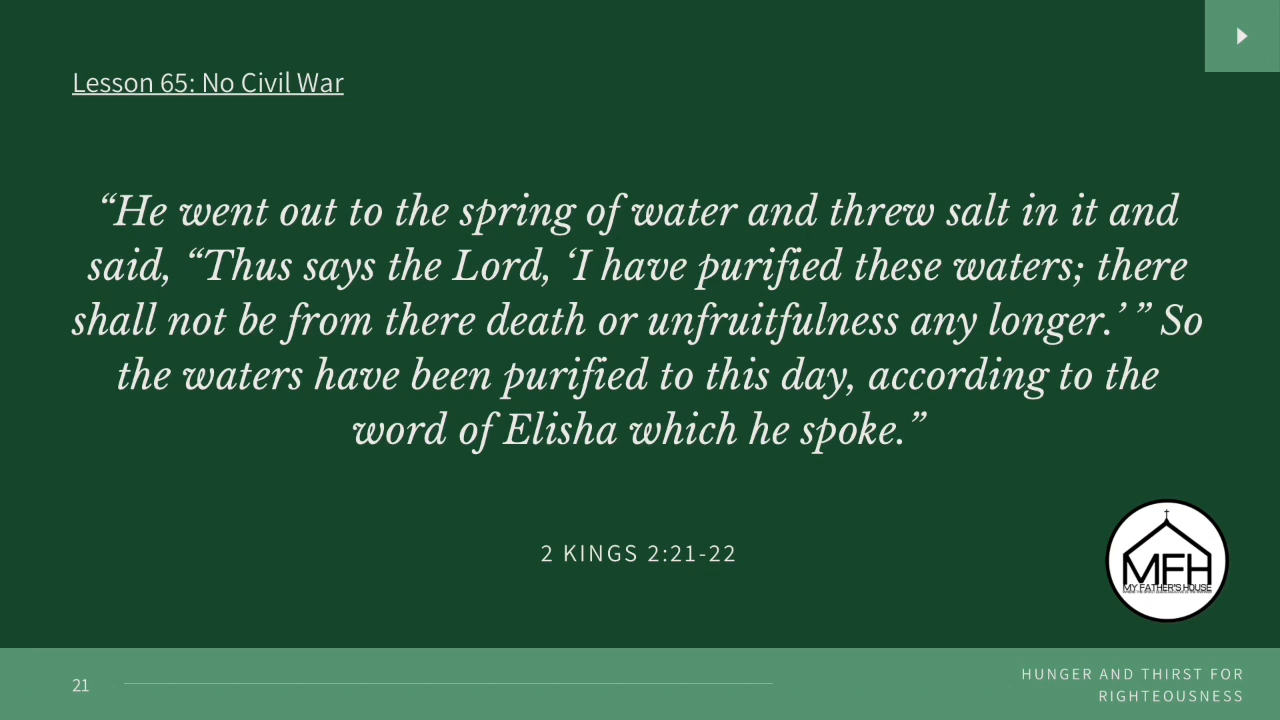 Lesson 65: No Civil War
“He went out to the spring of water and threw salt in it and
said, “Thus says the Lord, ‘I have purified these waters; there
shall not be from there death or unfruitfulness any longer.’ ” So
the waters have been purified to this day, according to the
word of Elisha which he spoke.”
2 KINGS 2:21-22
MFH
MY FATHER'S HOUSE
21
HUNGER AND THIRST FOR
RIGHTEOUSNESS